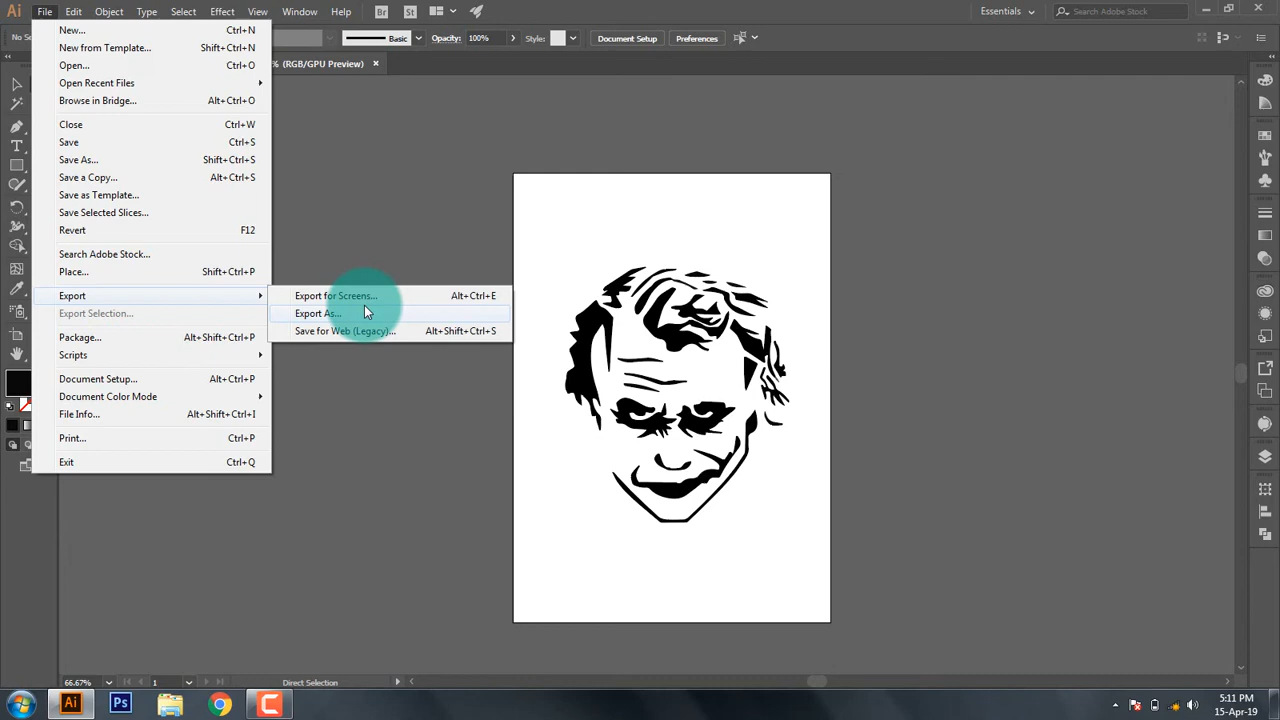 Ai File Edit Object Type Select Effect View Window Help Br St Essentials Search Adobe Stock
No Se Basic Opacity: 100% Style: Document Setup Preferences
% (RGB/GPU Preview) ×
New... Ctrl+N
New from Template... Shift+Ctrl+N
Open... Ctrl+O
Open Recent Files
Browse in Bridge... Alt+Ctrl+O
Close Ctrl+W
Save Ctrl+S
Save As... Shift+Ctrl+S
Save a Copy... Alt+Ctrl+S
Save as Template...
Save Selected Slices...
Revert F12
Search Adobe Stock...
Place... Shift+Ctrl+P
Export
Export for Screens... Alt+Ctrl+E
Export Selection...
Export As...
Save for Web (Legacy)... Alt+Shift+Ctrl+S
Package... Alt+Shift+Ctrl+P
Scripts
Document Setup... Alt+Ctrl+P
Document Color Mode
File Info... Alt+Shift+Ctrl+I
Print... Ctrl+P
Exit Ctrl+Q
66.67% 1 Direct Selection
Ai Ps
5:11 PM
15-Apr-19